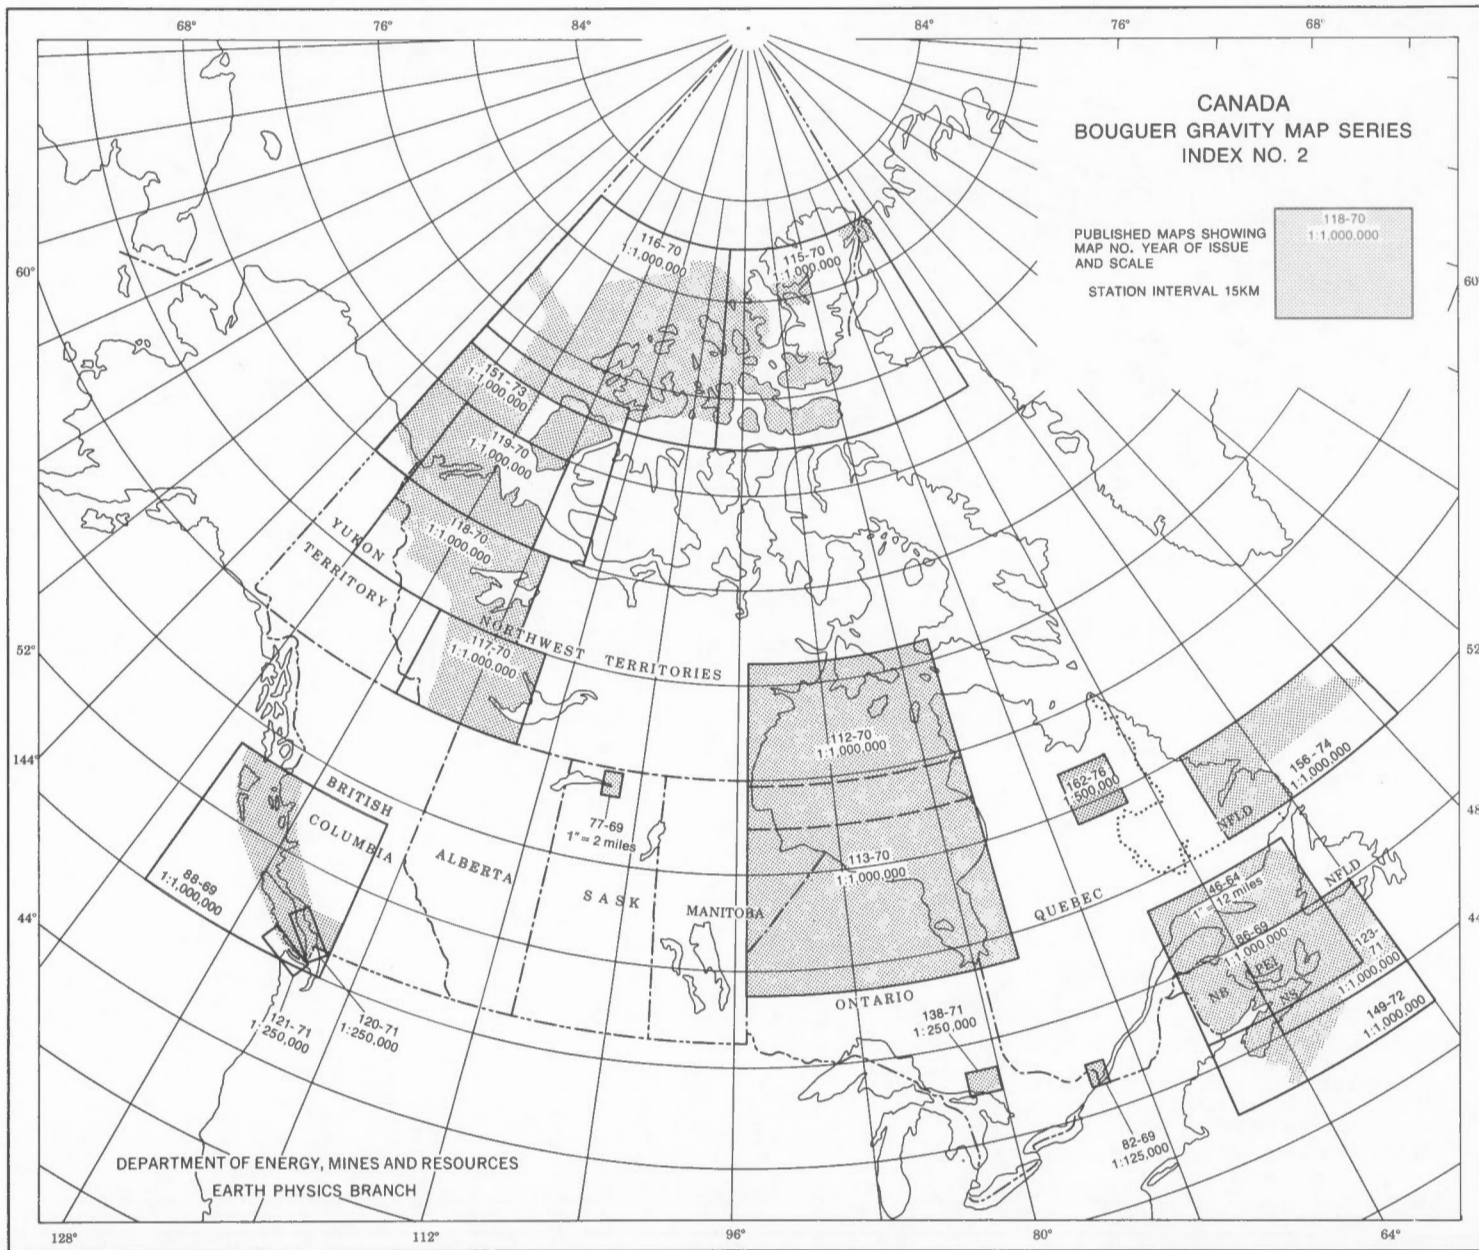 68°
76°
84°
76°
68°
CANADA
BOUGUER GRAVITY MAP SERIES
INDEX NO. 2
PUBLISHED MAPS SHOWING
MAP NO. YEAR OF ISSUE
AND SCALE
STATION INTERVAL 15KM
118-70
1:1,000,000
116-70
1:1,000,000
115-70
1:1,000,000
60°
60°
151-73
1:1,000,000
119-70
1:1,000,000
118-70
1:1,000,000
YUKON
TERRITORY
NORTHWEST TERRITORIES
117-70
1:1,000,000
52°
52
112-70
1:1,000,000
144°
162-76
1:500,000
156-74
1:1,000,000
NFLD
48
BRITISH
COLUMBIA
ALBERTA
77-69
1" = 2 miles
SASK
MANITOBA
113-70
1:1,000,000
QUEBEC
NFLD
88-69
1:1,000,000
44°
44
46-64
1" = 12 miles
86-69
1:1,000,000
PEI
NB
NS
123-
71
1:1,000,000
149-72
1:1,000,000
ONTARIO
138-71
1:250,000
121-71
1:250,000
120-71
1:250,000
82-69
1:125,000
DEPARTMENT OF ENERGY, MINES AND RESOURCES
EARTH PHYSICS BRANCH
128°
112°
96°
80°
64°